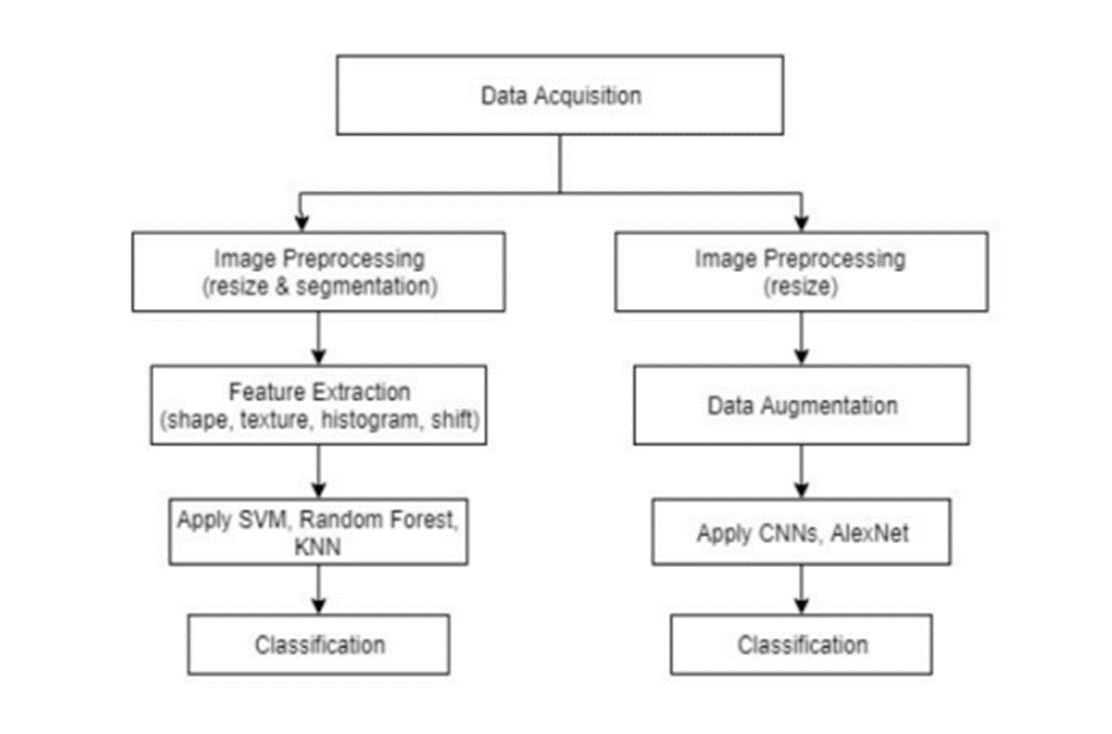 Data Acquisition
Image Preprocessing
(resize & segmentation)
Feature Extraction
(shape, texture, histogram, shift)
Apply SVM, Random Forest,
KNN
Classification
Image Preprocessing
(resize)
Data Augmentation
Apply CNNs, AlexNet
Classification